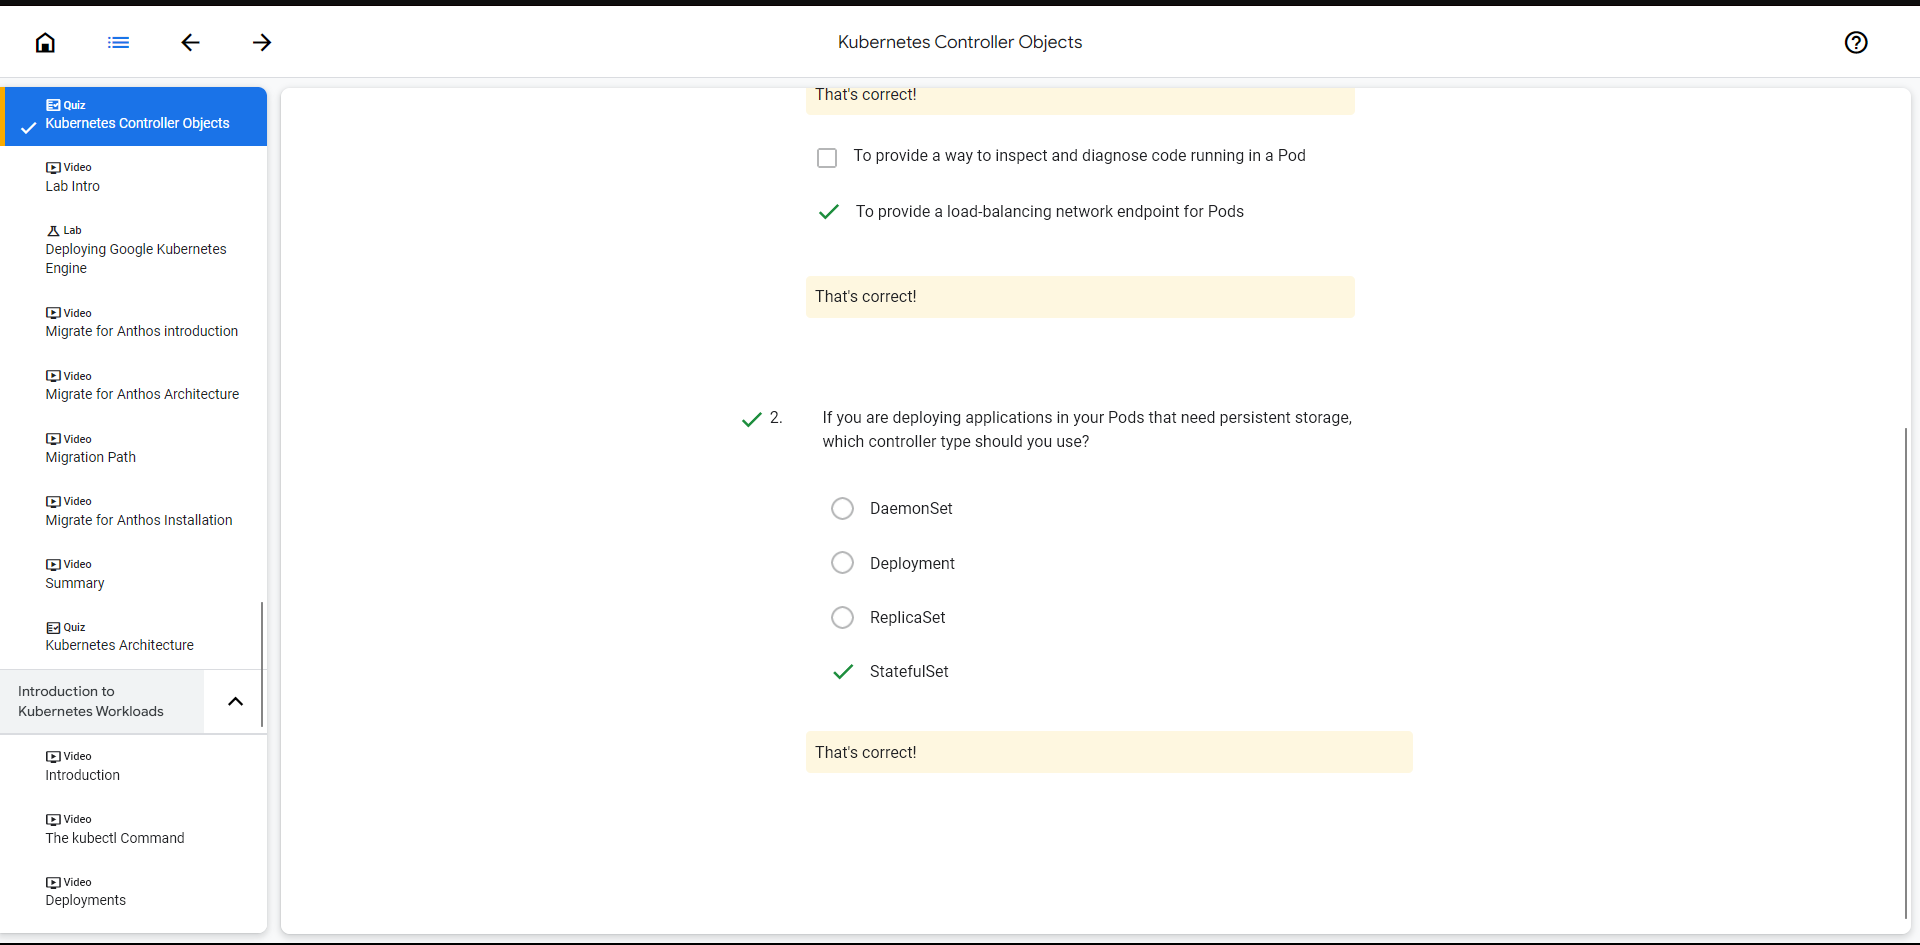 Kubernetes Controller Objects
Quiz
Kubernetes Controller Objects
Video
Lab Intro
Lab
Deploying Google Kubernetes
Engine
Video
Migrate for Anthos introduction
Video
Migrate for Anthos Architecture
Video
Migration Path
Video
Migrate for Anthos Installation
Video
Summary
Quiz
Kubernetes Architecture
Introduction to
Kubernetes Workloads
Video
Introduction
Video
The kubectl Command
Video
Deployments
That's correct!
To provide a way to inspect and diagnose code running in a Pod
To provide a load-balancing network endpoint for Pods
That's correct!
2. If you are deploying applications in your Pods that need persistent storage,
which controller type should you use?
DaemonSet
Deployment
ReplicaSet
StatefulSet
That's correct!